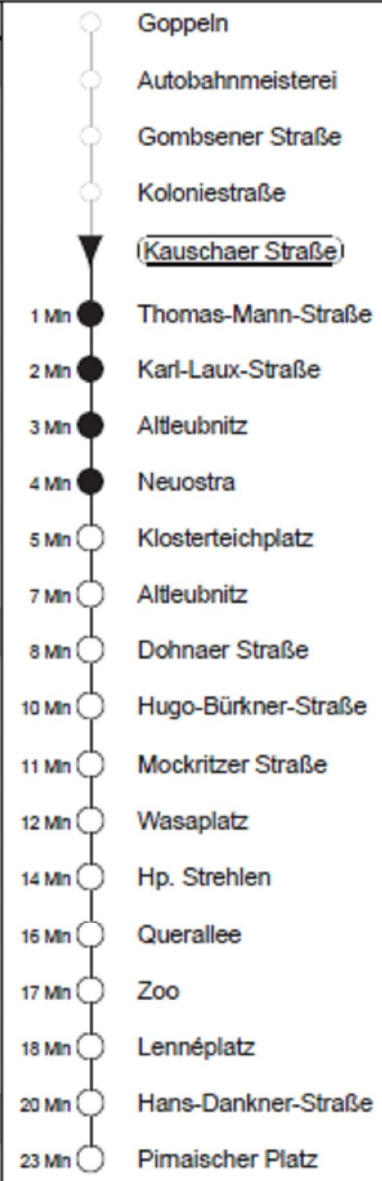 Goppeln
Autobahnmeisterei
Gombsener Straße
Koloniestraße
Kauschaer Straße
1 Min Thomas-Mann-Straße
2 Min Karl-Laux-Straße
3 Min Altleubnitz
4 Min Neuostra
5 Min Klosterteichplatz
7 Min Altleubnitz
8 Min Dohnaer Straße
10 Min Hugo-Bürkner-Straße
11 Min Mockritzer Straße
12 Min Wasaplatz
14 Min Hp. Strehlen
16 Min Querallee
17 Min Zoo
18 Min Lennéplatz
20 Min Hans-Dankner-Straße
23 Min Pirnaischer Platz